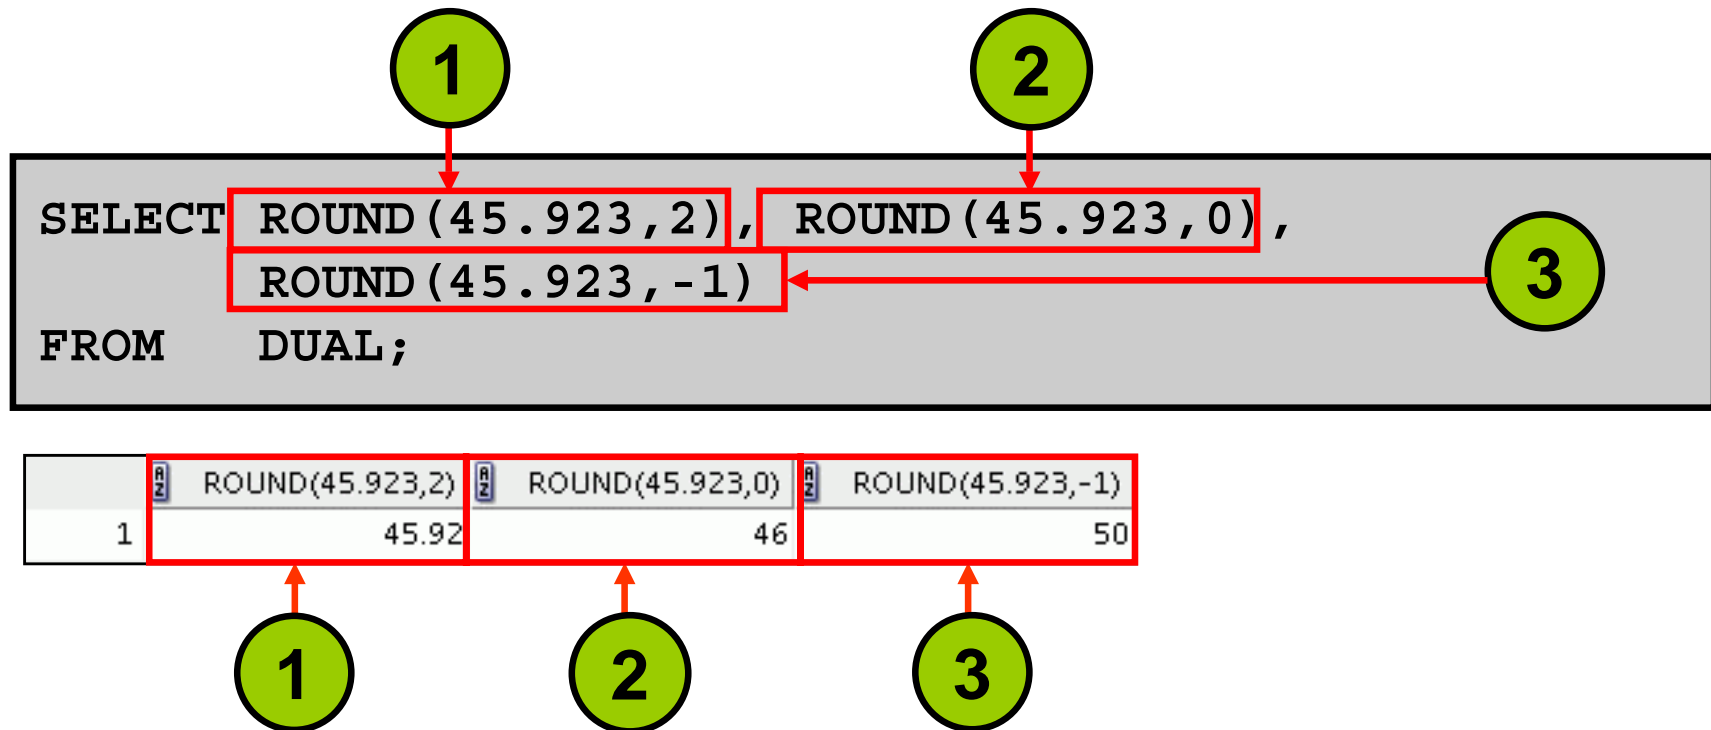 1 2
SELECT ROUND(45.923,2), ROUND(45.923,0),
ROUND(45.923,-1)
3
FROM DUAL;
ROUND(45.923,2) ROUND(45.923,0) ROUND(45.923,-1)
1 45.92 46 50
1 2 3